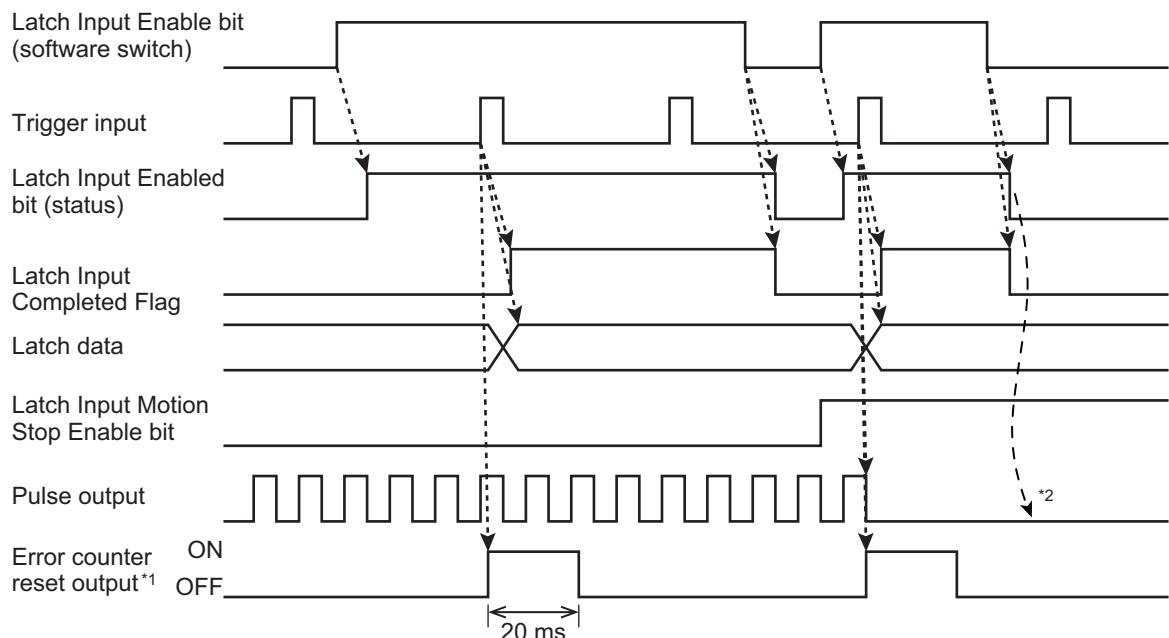 Latch Input Enable bit
(software switch)
Trigger input
Latch Input Enabled
bit (status)
Latch Input
Completed Flag
Latch data
Latch Input Motion
Stop Enable bit
Pulse output
*2
Error counter
reset output *1
ON
OFF
20 ms